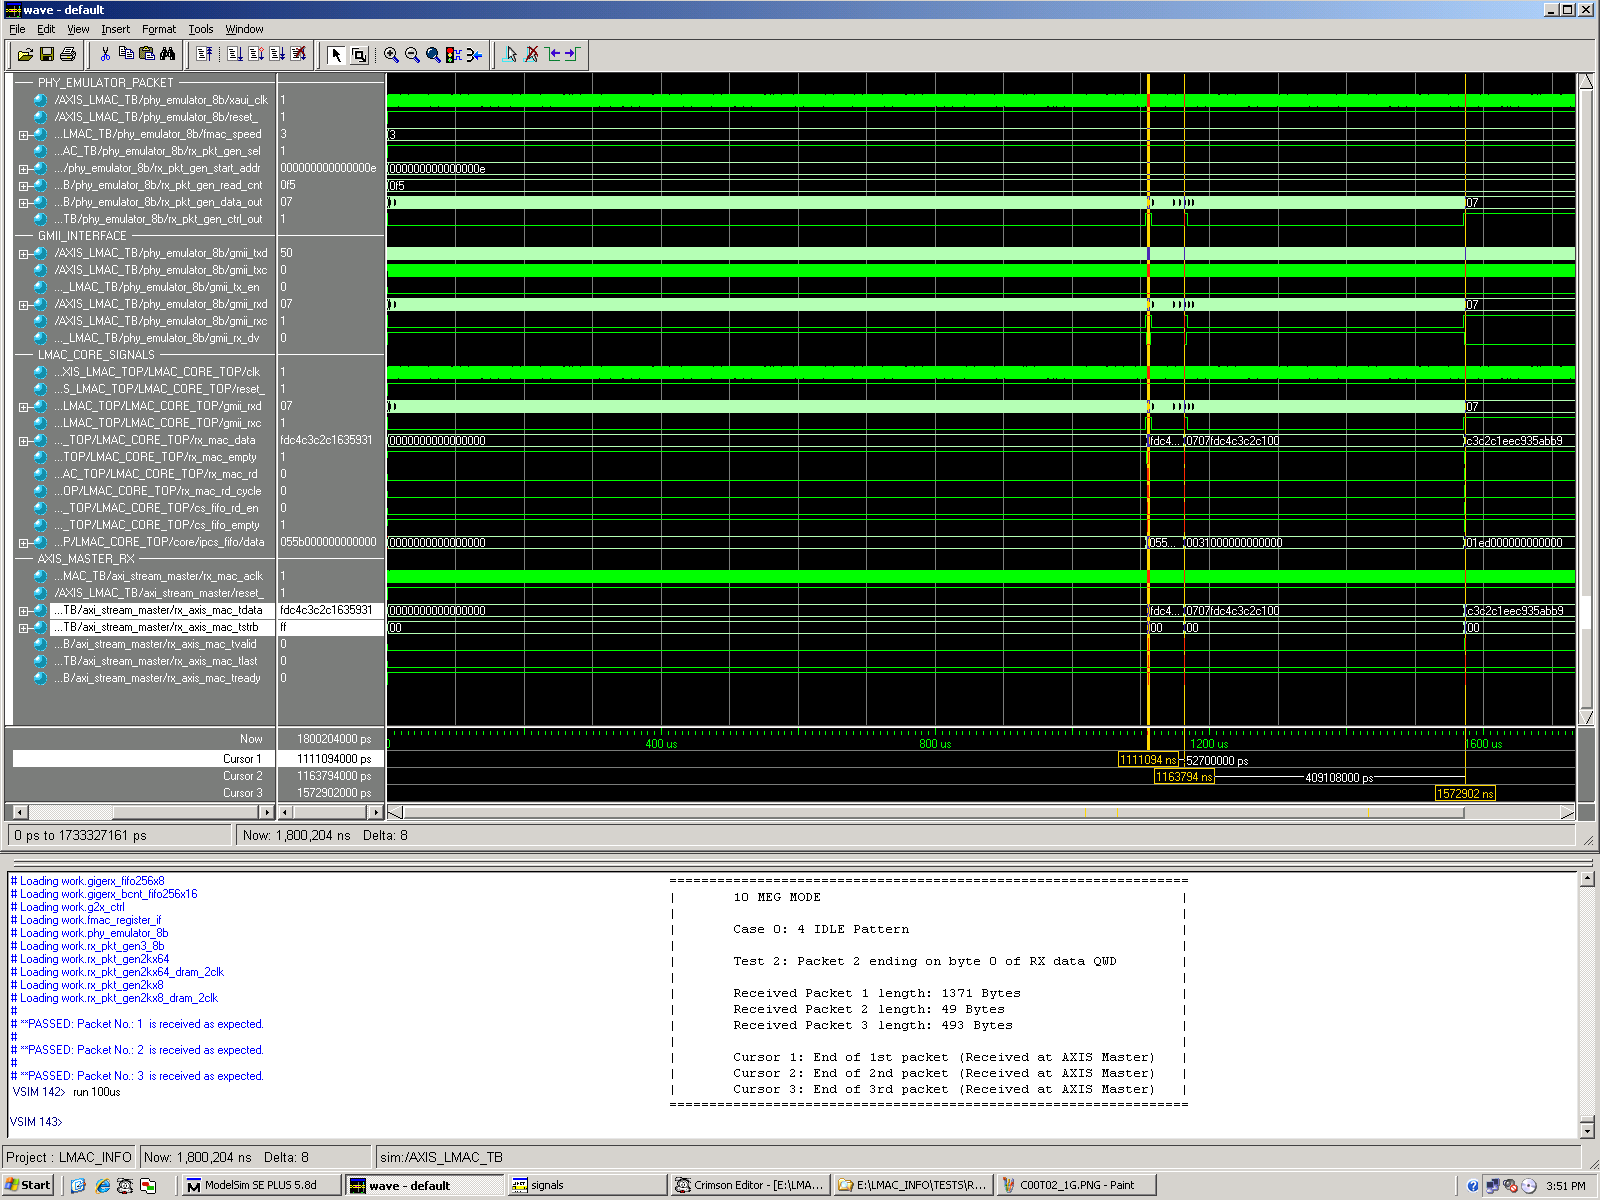 wave - default
File Edit View Insert Format Tools Window
PHY_EMULATOR_PACKET
/AXIS_LMAC_TB/phy_emulator_8b/xaui_clk 1
/AXIS_LMAC_TB/phy_emulator_8b/reset_ 1
...LMAC_TB/phy_emulator_8b/fmac_speed 3 3
...AC_TB/phy_emulator_8b/rx_pkt_gen_sel 1
.../phy_emulator_8b/rx_pkt_gen_start_addr 000000000000000e 000000000000000e
...B/phy_emulator_8b/rx_pkt_gen_read_cnt 0f5 0f5
...B/phy_emulator_8b/rx_pkt_gen_data_out 07 07
...TB/phy_emulator_8b/rx_pkt_gen_ctrl_out 1
GMII_INTERFACE
/AXIS_LMAC_TB/phy_emulator_8b/gmii_txd 50
/AXIS_LMAC_TB/phy_emulator_8b/gmii_txc 0
..._LMAC_TB/phy_emulator_8b/gmii_tx_en 0
/AXIS_LMAC_TB/phy_emulator_8b/gmii_rxd 07 07
/AXIS_LMAC_TB/phy_emulator_8b/gmii_rxc 1
..._LMAC_TB/phy_emulator_8b/gmii_rx_dv 0
LMAC_CORE_SIGNALS
...XIS_LMAC_TOP/LMAC_CORE_TOP/clk 1
...S_LMAC_TOP/LMAC_CORE_TOP/reset_ 1
...LMAC_TOP/LMAC_CORE_TOP/gmii_rxd 07 07
...LMAC_TOP/LMAC_CORE_TOP/gmii_rxc 1
..._TOP/LMAC_CORE_TOP/rx_mac_data fdc4c3c2c1635931 0000000000000000 fdc4... 0707fdc4c3c2c100 c3c2c1eec935abb9
...TOP/LMAC_CORE_TOP/rx_mac_empty 1
...AC_TOP/LMAC_CORE_TOP/rx_mac_rd 0
...OP/LMAC_CORE_TOP/rx_mac_rd_cycle 0
..._TOP/LMAC_CORE_TOP/cs_fifo_rd_en 0
..._TOP/LMAC_CORE_TOP/cs_fifo_empty 1
...P/LMAC_CORE_TOP/core/ipcs_fifo/data 055b000000000000 0000000000000000 055... 0031000000000000 01ed000000000000
AXIS_MASTER_RX
...MAC_TB/axi_stream_master/rx_mac_aclk 1
/AXIS_LMAC_TB/axi_stream_master/reset_ 1
...TB/axi_stream_master/rx_axis_mac_tdata fdc4c3c2c1635931 0000000000000000 fdc4... 0707fdc4c3c2c100 c3c2c1eec935abb9
...TB/axi_stream_master/rx_axis_mac_tstrb ff 00 00 00 00
...B/axi_stream_master/rx_axis_mac_tvalid 0
...TB/axi_stream_master/rx_axis_mac_tlast 0
...B/axi_stream_master/rx_axis_mac_tready 0
Now 1800204000 ps 400 us 800 us 1200 us 1600 us
Cursor 1 1111094000 ps 1111094 ns 52700000 ps
Cursor 2 1163794000 ps 1163794 ns 409108000 ps
Cursor 3 1572902000 ps 1572902 ns
0 ps to 1733327161 ps Now: 1,800,204 ns Delta: 8
# Loading work.gigerx_fifo256x8
# Loading work.gigerx_bcnt_fifo256x16
# Loading work.g2x_ctrl
# Loading work.fmac_register_if
# Loading work.phy_emulator_8b
# Loading work.rx_pkt_gen3_8b
# Loading work.rx_pkt_gen2kx64
# Loading work.rx_pkt_gen2kx64_dram_2clk
# Loading work.rx_pkt_gen2kx8
# Loading work.rx_pkt_gen2kx8_dram_2clk
#
# **PASSED: Packet No.: 1 is received as expected.
#
# **PASSED: Packet No.: 2 is received as expected.
#
# **PASSED: Packet No.: 3 is received as expected.
VSIM 142> run 100us
VSIM 143>
10 MEG MODE
Case 0: 4 IDLE Pattern
Test 2: Packet 2 ending on byte 0 of RX data QWD
Received Packet 1 length: 1371 Bytes
Received Packet 2 length: 49 Bytes
Received Packet 3 length: 493 Bytes
Cursor 1: End of 1st packet (Received at AXIS Master)
Cursor 2: End of 2nd packet (Received at AXIS Master)
Cursor 3: End of 3rd packet (Received at AXIS Master)
Project : LMAC_INFO Now: 1,800,204 ns Delta: 8 sim:/AXIS_LMAC_TB
Start ModelSim SE PLUS 5.8d wave - default signals Crimson Editor - [E:\LMA... E:\LMAC_INFO\TESTS\R... C00T02_1G.PNG - Paint 3:51 PM